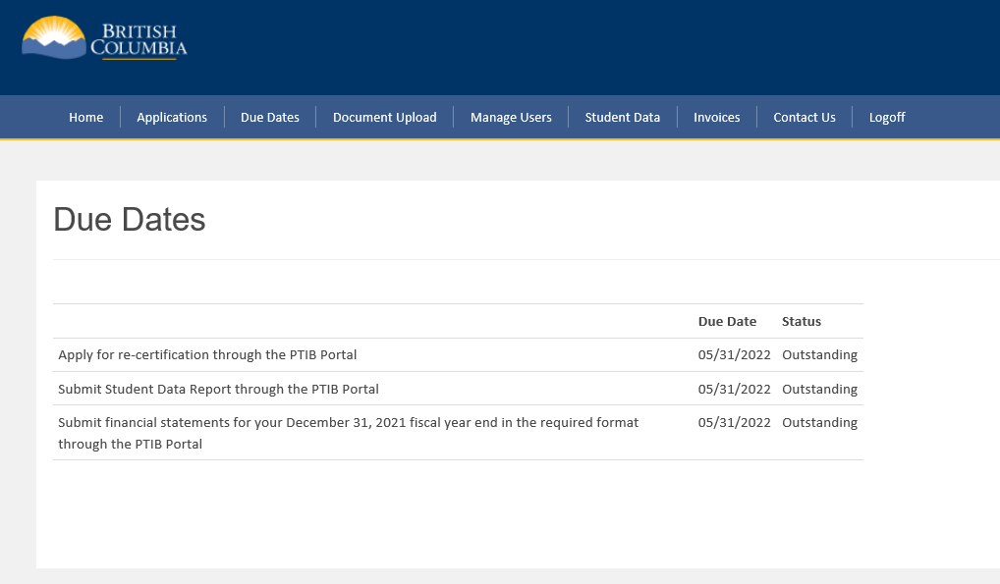 BRITISH
COLUMBIA
Home Applications Due Dates Document Upload Manage Users Student Data Invoices Contact Us Logoff
Due Dates
Due Date Status
Apply for re-certification through the PTIB Portal 05/31/2022 Outstanding
Submit Student Data Report through the PTIB Portal 05/31/2022 Outstanding
Submit financial statements for your December 31, 2021 fiscal year end in the required format 05/31/2022 Outstanding
through the PTIB Portal